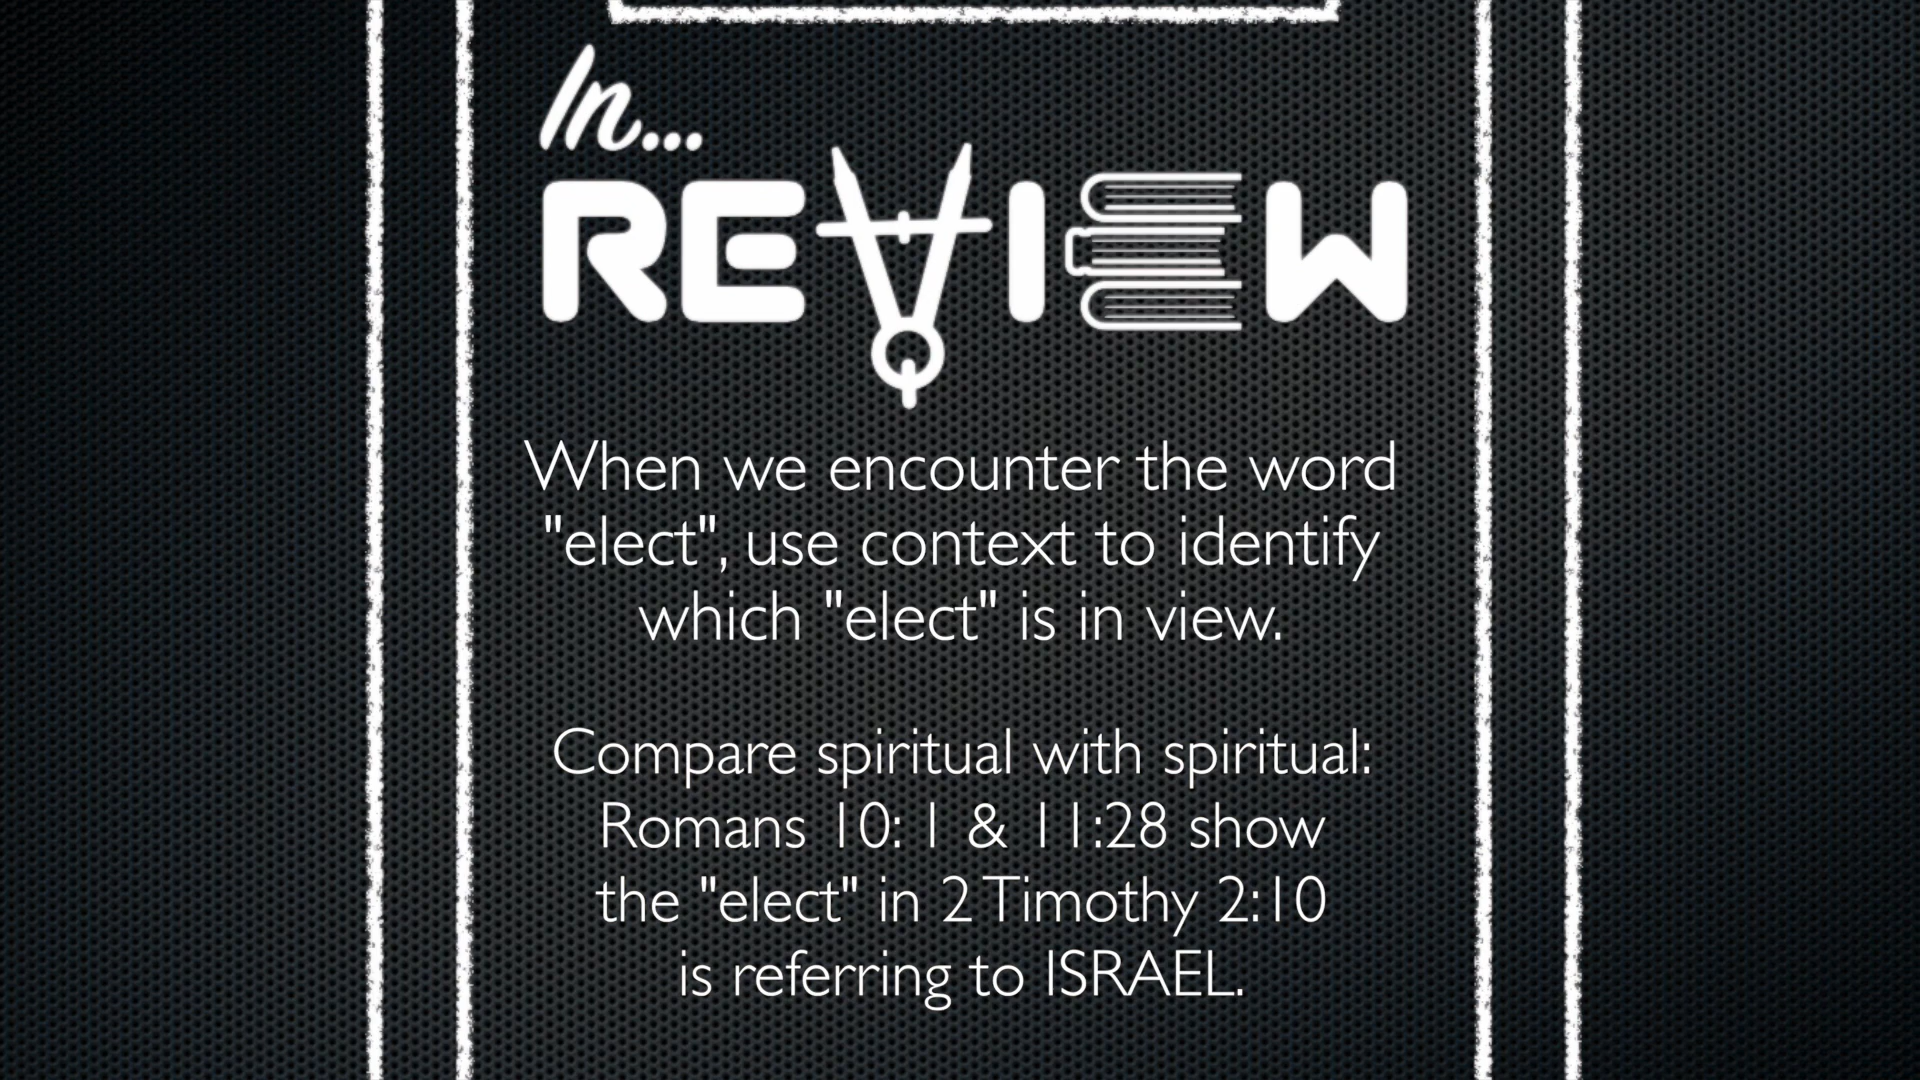 In...
REVIEW
When we encounter the word
"elect", use context to identify
which "elect" is in view.
Compare spiritual with spiritual:
Romans 10:1 & 11:28 show
the "elect" in 2 Timothy 2:10
is referring to ISRAEL.